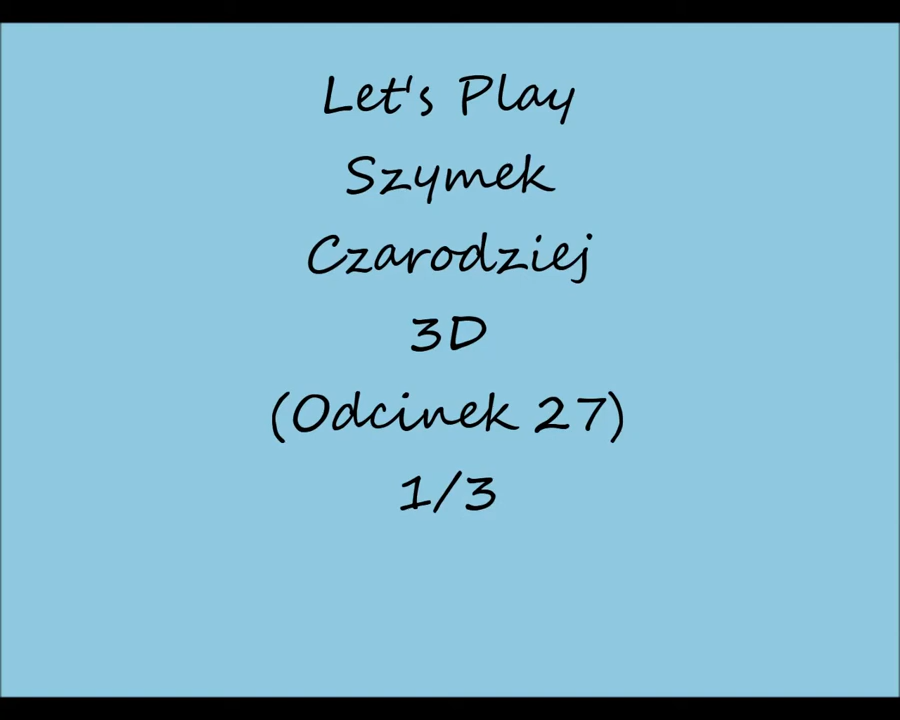 Let's Play
Szymek
Czarodziej
3D
(Odcinek 27)
1/3